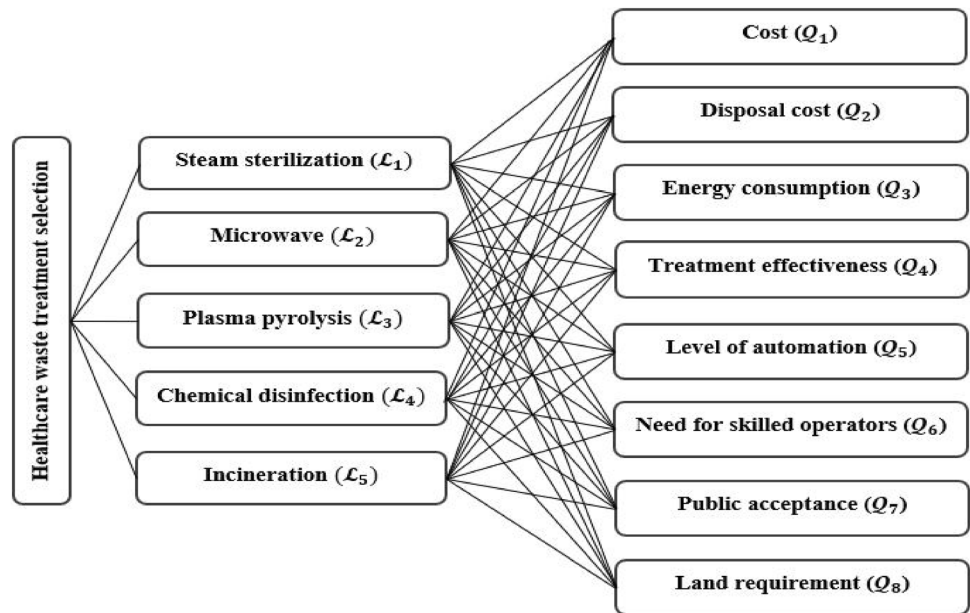 Healthcare waste treatment selection
Steam sterilization (ℒ₁)
Microwave (ℒ₂)
Plasma pyrolysis (ℒ₃)
Chemical disinfection (ℒ₄)
Incineration (ℒ₅)
Cost (𝒬₁)
Disposal cost (𝒬₂)
Energy consumption (𝒬₃)
Treatment effectiveness (𝒬₄)
Level of automation (𝒬₅)
Need for skilled operators (𝒬₆)
Public acceptance (𝒬₇)
Land requirement (𝒬₈)